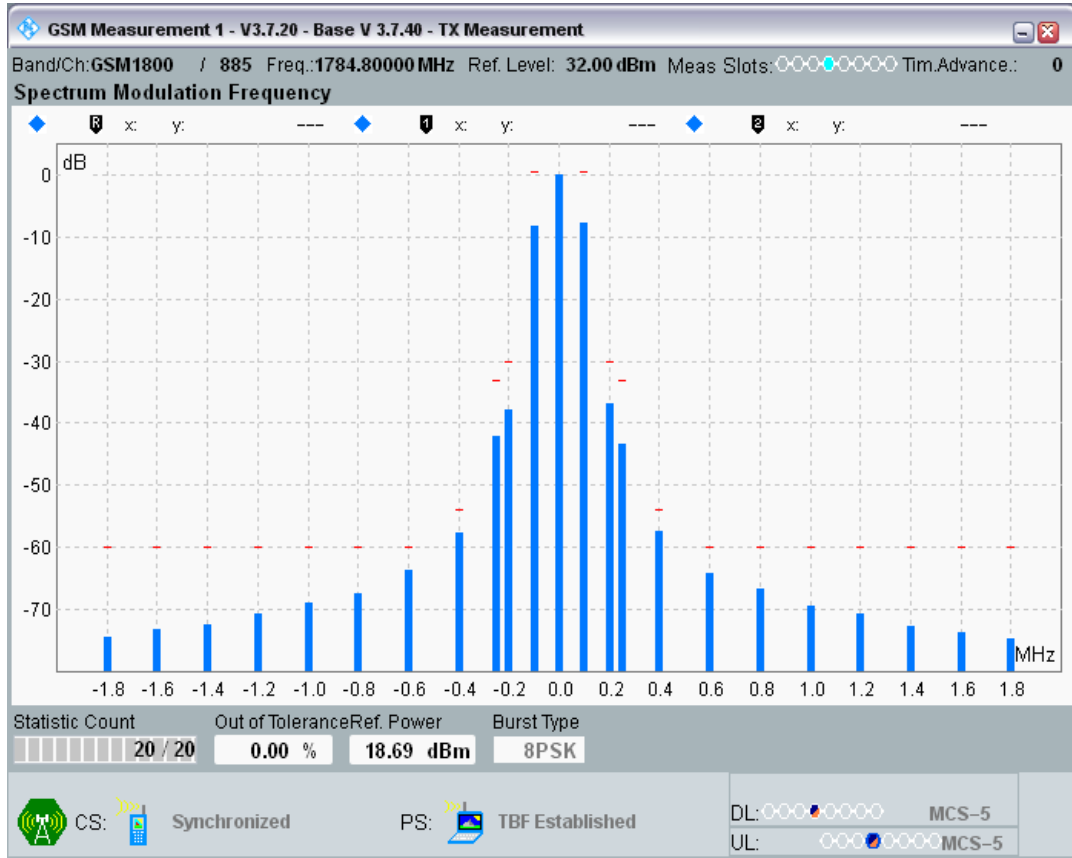 GSM Measurement 1 - V3.7.20 - Base V 3.7.40 - TX Measurement
Band/Ch:GSM1800 / 885 Freq.:1784.80000 MHz Ref. Level: 32.00 dBm Meas Slots: Tim.Advance.: 0
Spectrum Modulation Frequency
R x: y: --- 1 x: y: --- 2 x: y: ---
dB
0
-10
-20
-30
-40
-50
-60
-70
MHz
-1.8 -1.6 -1.4 -1.2 -1.0 -0.8 -0.6 -0.4 -0.2 0.0 0.2 0.4 0.6 0.8 1.0 1.2 1.4 1.6 1.8
Statistic Count Out of Tolerance Ref. Power Burst Type
20 / 20 0.00 % 18.69 dBm 8PSK
CS: Synchronized PS: TBF Established
DL: MCS-5
UL: MCS-5